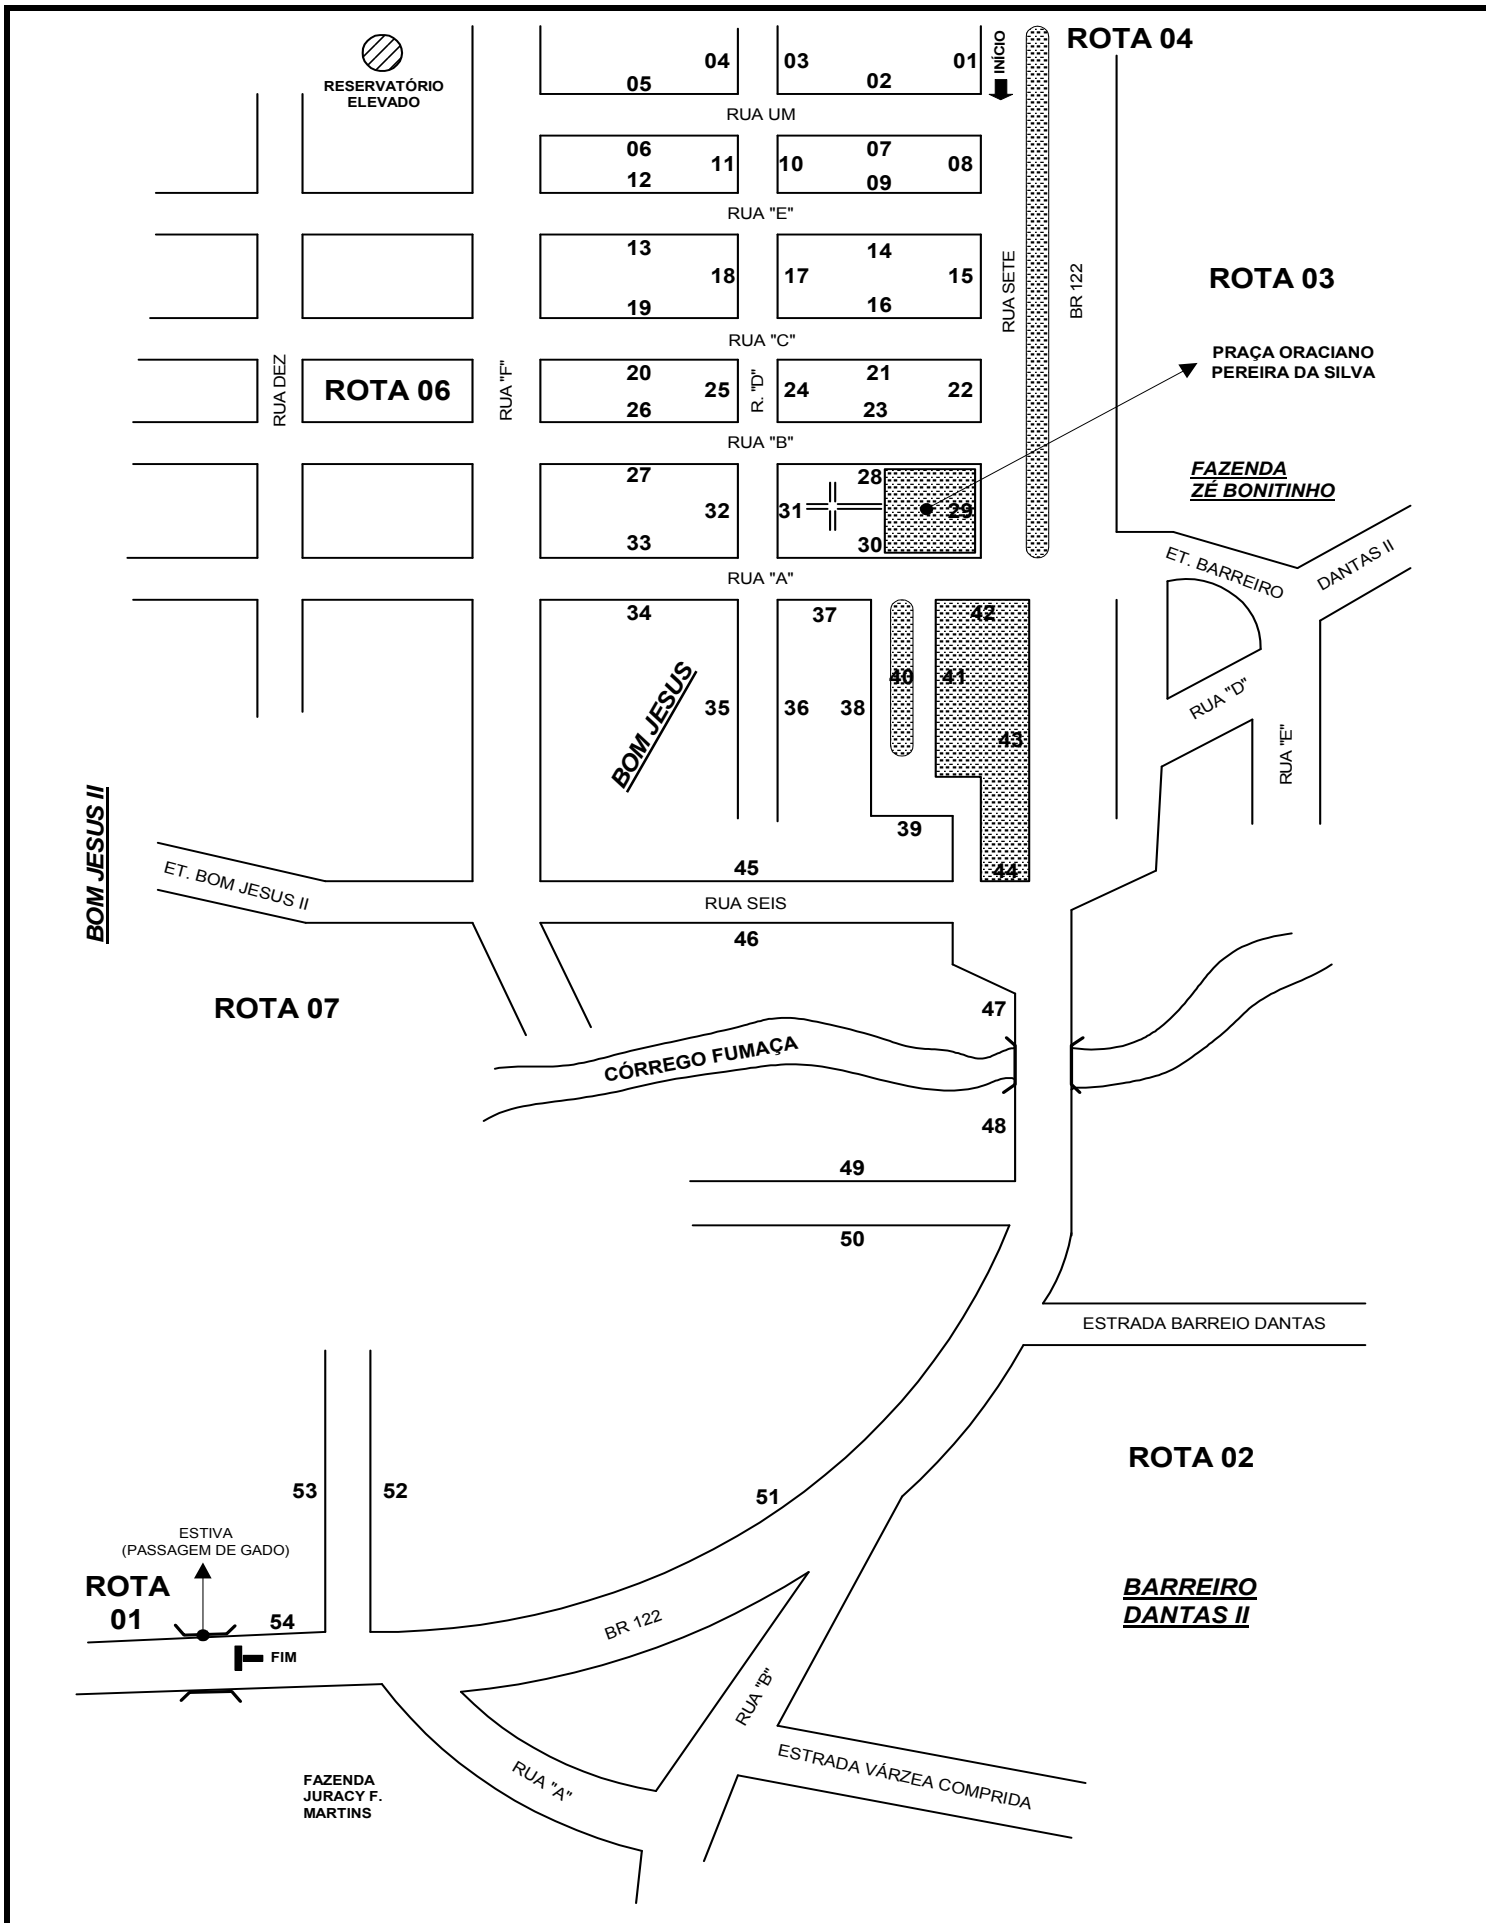 ROTA 04
INÍCIO
RESERVATÓRIO
ELEVADO
04
03
01
05
02
RUA UM
06
07
11
10
08
12
09
RUA "E"
13
14
18
17
15
19
16
RUA SETE
BR 122
ROTA 03
RUA "C"
PRAÇA ORACIANO
PEREIRA DA SILVA
RUA DEZ
ROTA 06
RUA "F"
20
21
25
R. "D"
24
22
26
23
RUA "B"
FAZENDA
ZÉ BONITINHO
27
28
32
31
29
33
30
RUA "A"
ET. BARREIRO
DANTAS II
34
37
42
BOM JESUS
40
41
35
36
38
43
RUA "D"
RUA "E"
BOM JESUS II
39
45
44
ET. BOM JESUS II
RUA SEIS
46
ROTA 07
47
CÓRREGO FUMAÇA
48
49
50
ESTRADA BARREIO DANTAS
ROTA 02
53
52
51
ESTIVA
(PASSAGEM DE GADO)
ROTA
01
54
FIM
BR 122
BARREIRO
DANTAS II
RUA "B"
RUA "A"
ESTRADA VÁRZEA COMPRIDA
FAZENDA
JURACY F.
MARTINS